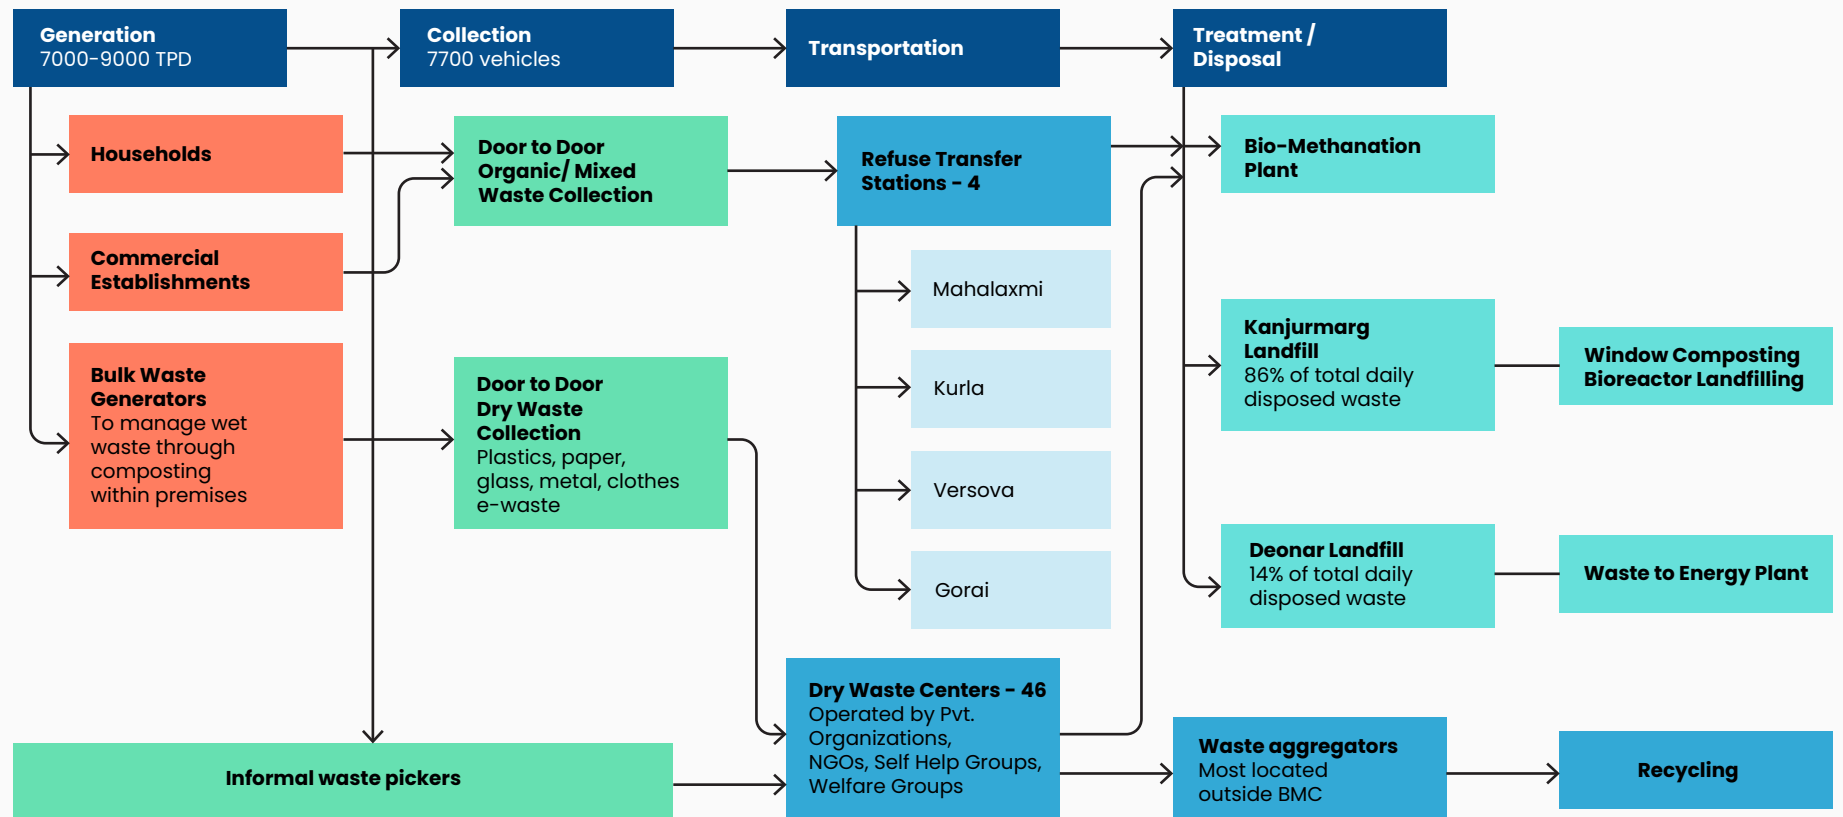 Generation
7000-9000 TPD
Collection
7700 vehicles
Transportation
Treatment /
Disposal
Households
Commercial
Establishments
Bulk Waste
Generators
To manage wet
waste through
composting
within premises
Door to Door
Organic/ Mixed
Waste Collection
Door to Door
Dry Waste
Collection
Plastics, paper,
glass, metal, clothes
e-waste
Refuse Transfer
Stations - 4
Mahalaxmi
Kurla
Versova
Gorai
Bio-Methanation
Plant
Kanjurmarg
Landfill
86% of total daily
disposed waste
Window Composting
Bioreactor Landfilling
Deonar Landfill
14% of total daily
disposed waste
Waste to Energy Plant
Informal waste pickers
Dry Waste Centers - 46
Operated by Pvt.
Organizations,
NGOs, Self Help Groups,
Welfare Groups
Waste aggregators
Most located
outside BMC
Recycling